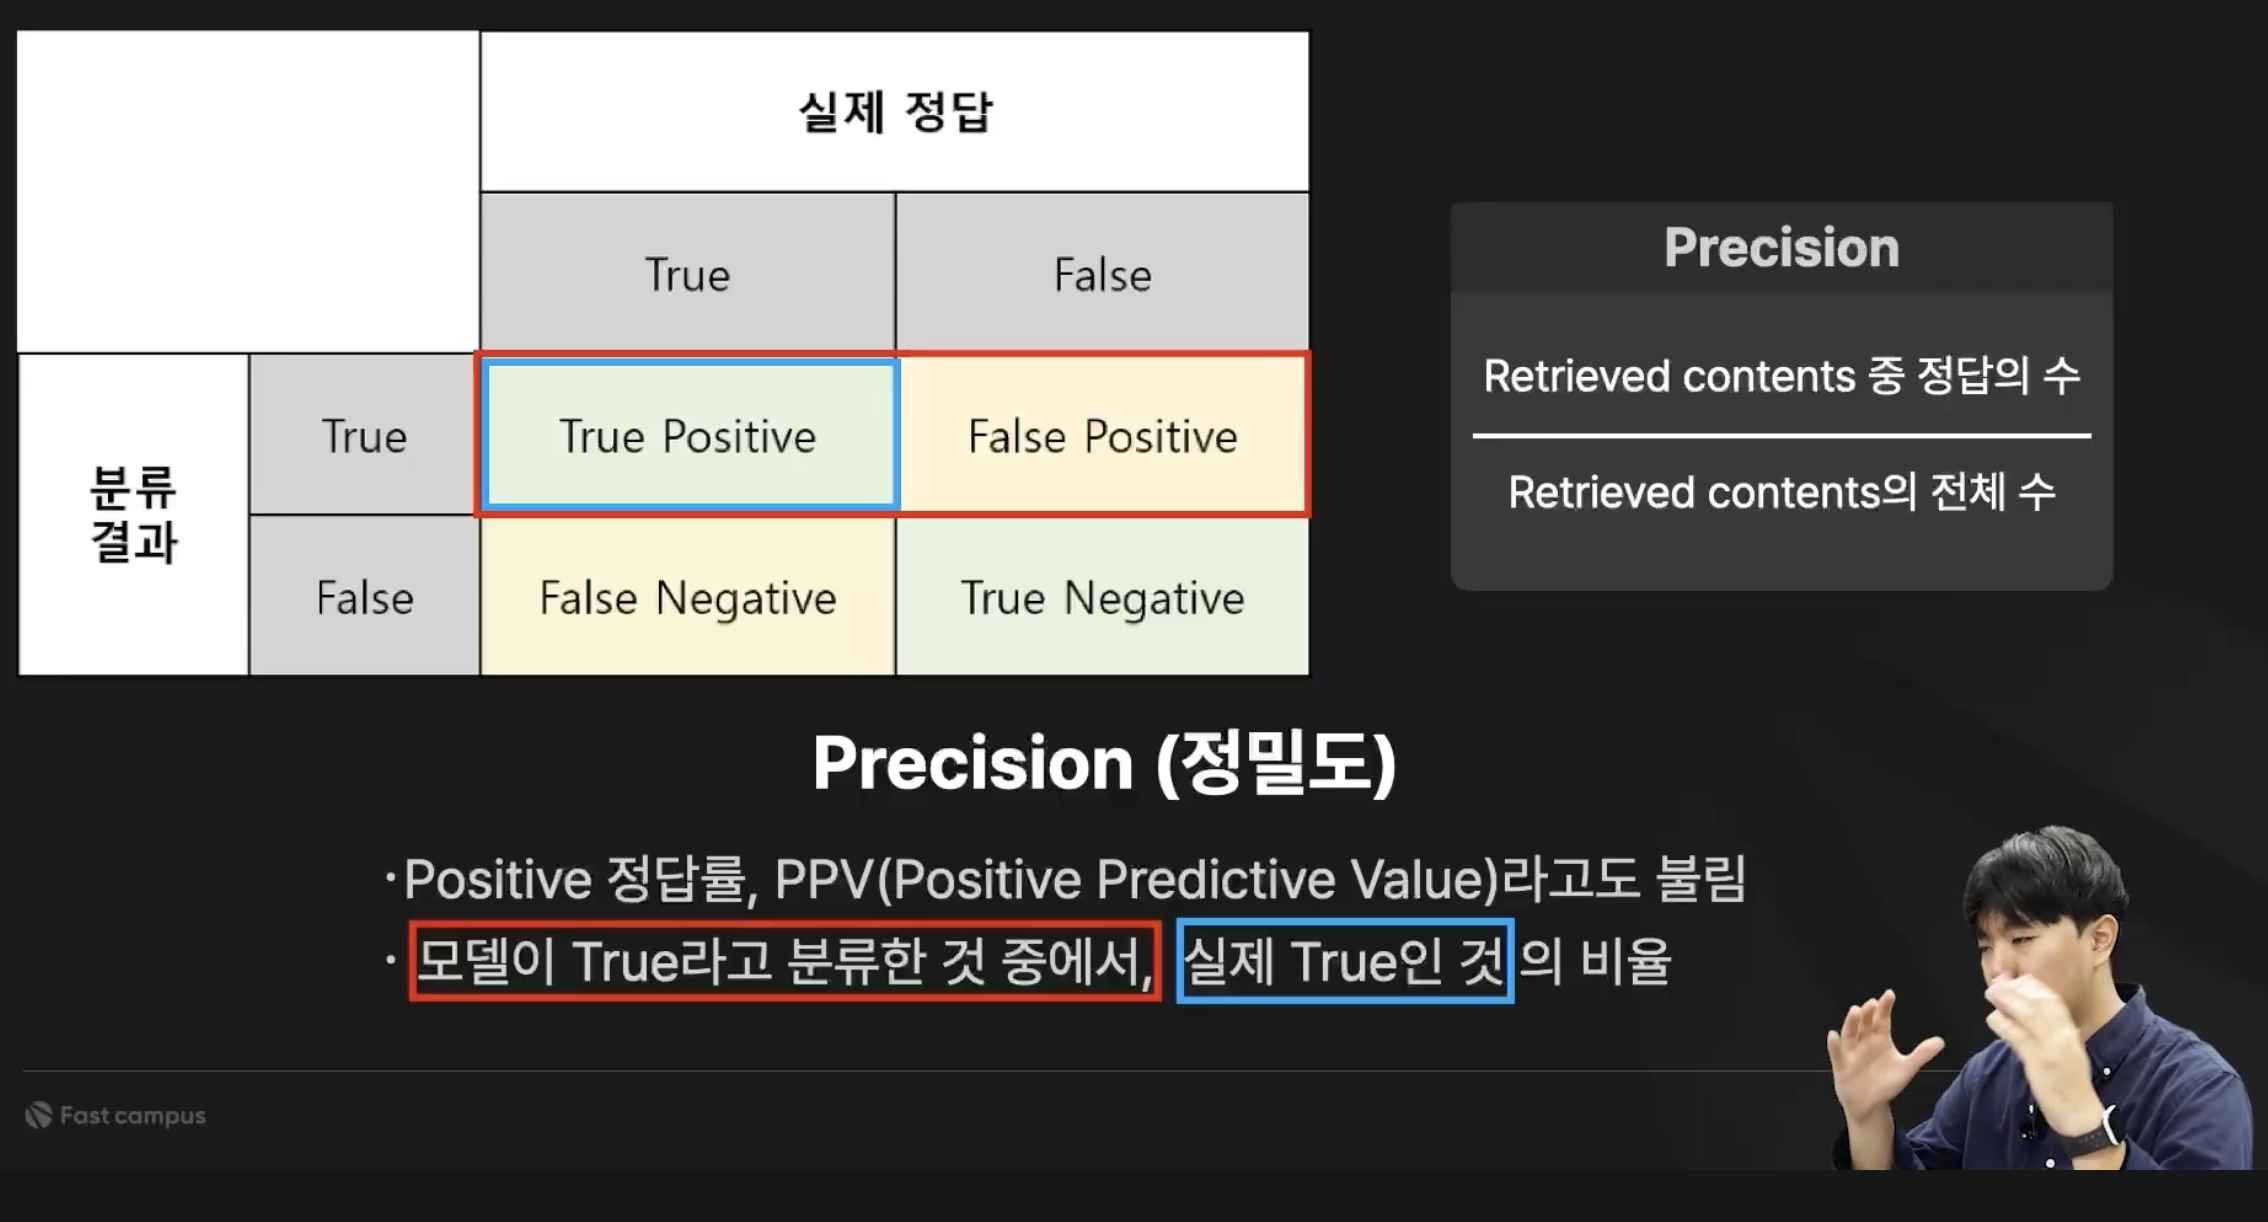 실제 정답
True
False
분류
결과
True
True Positive
False Positive
False
False Negative
True Negative
Precision
Retrieved contents 중 정답의 수
Retrieved contents의 전체 수
Precision (정밀도)
·Positive 정답률, PPV(Positive Predictive Value)라고도 불림
· 모델이 True라고 분류한 것 중에서, 실제 True인 것 의 비율
Fast campus